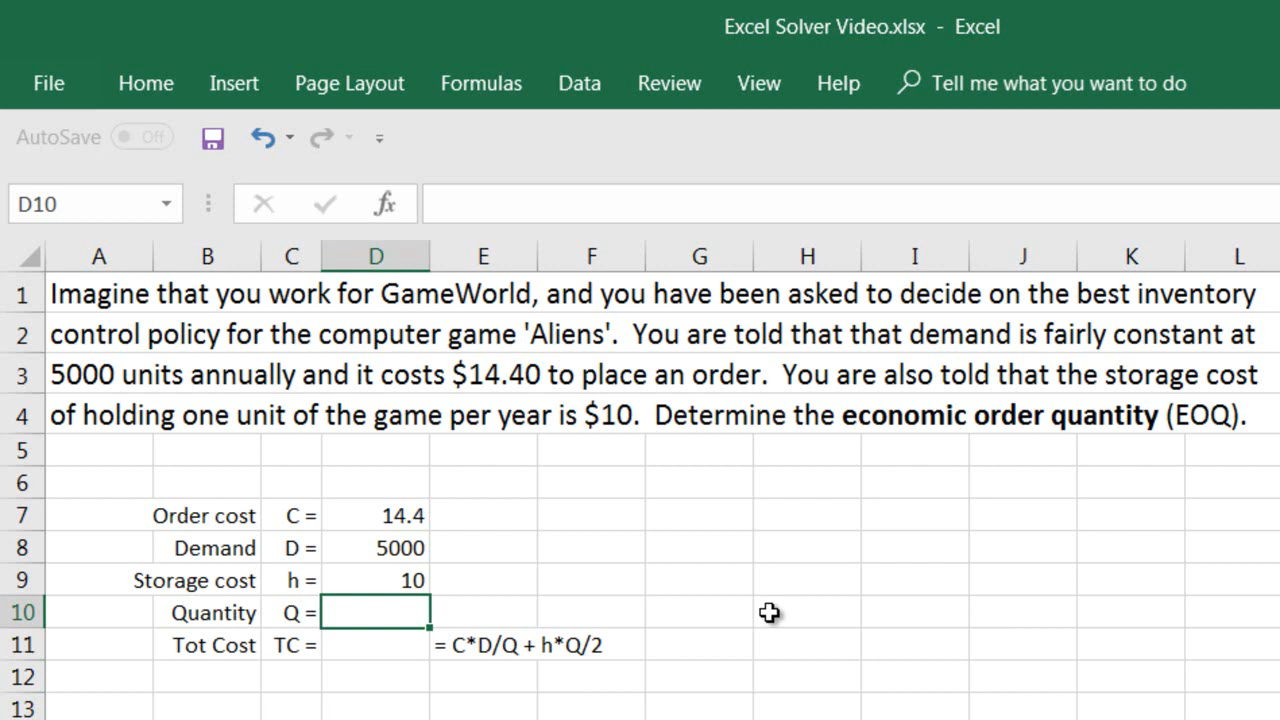 Excel Solver Video.xlsx - Excel
File Home Insert Page Layout Formulas Data Review View Help Tell me what you want to do
AutoSave Off
D10 fx
A B C D E F G H I J K L
1 Imagine that you work for GameWorld, and you have been asked to decide on the best inventory
2 control policy for the computer game 'Aliens'. You are told that that demand is fairly constant at
3 5000 units annually and it costs $14.40 to place an order. You are also told that the storage cost
4 of holding one unit of the game per year is $10. Determine the economic order quantity (EOQ).
5
6
7 Order cost C = 14.4
8 Demand D = 5000
9 Storage cost h = 10
10 Quantity Q =
11 Tot Cost TC = = C*D/Q + h*Q/2
12
13